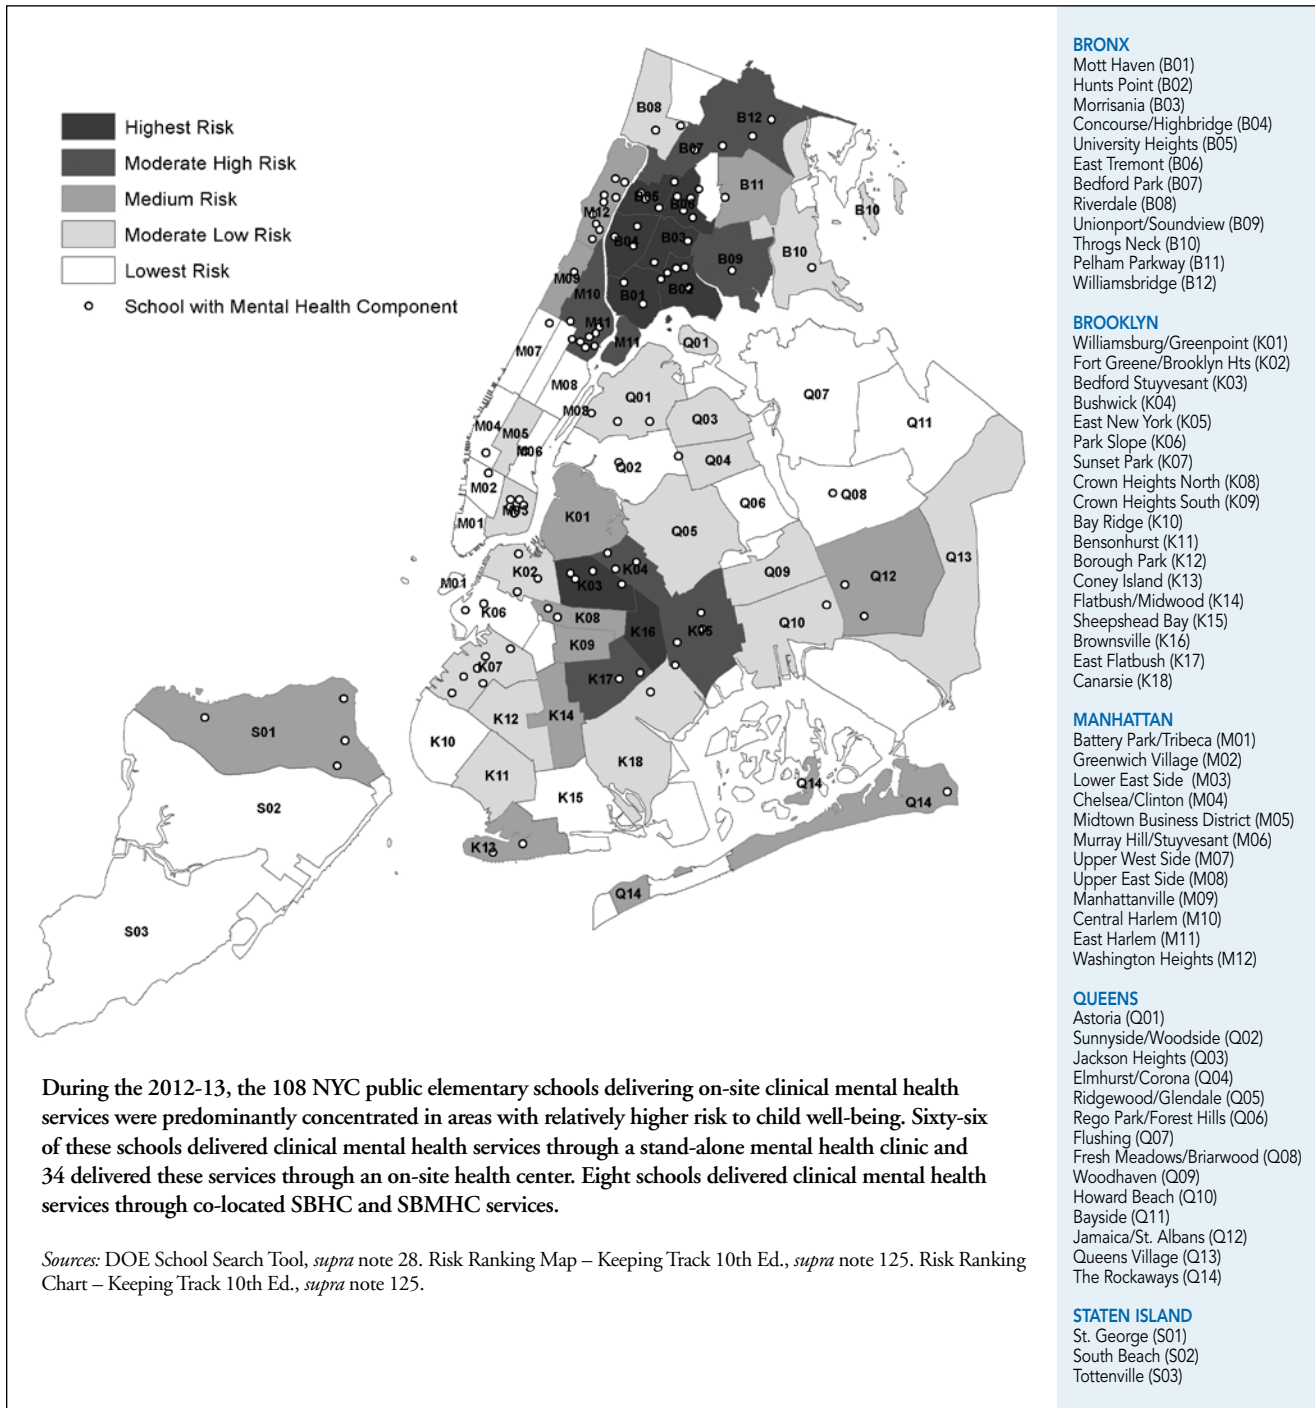 Highest Risk
Moderate High Risk
Medium Risk
Moderate Low Risk
Lowest Risk
School with Mental Health Component
B08
B12
B07
B11
B10
B05
B06
M12
B04
B03
B10
B09
M09
M10
B01
B02
M11
M11
Q01
M07
M08
Q07
Q01
M08
Q03
Q11
M04
M05
M06
Q02
Q04
M02
Q06
Q08
M03
M01
K01
Q05
Q13
K02
K04
Q09
Q12
M01
K03
K06
K08
Q10
K16
K05
K09
K07
K17
K12
K14
S01
K10
K18
K11
Q14
Q14
K15
S02
K13
Q14
S03
During the 2012-13, the 108 NYC public elementary schools delivering on-site clinical mental health
services were predominantly concentrated in areas with relatively higher risk to child well-being. Sixty-six
of these schools delivered clinical mental health services through a stand-alone mental health clinic and
34 delivered these services through an on-site health center. Eight schools delivered clinical mental health
services through co-located SBHC and SBMHC services.
Sources: DOE School Search Tool, supra note 28. Risk Ranking Map – Keeping Track 10th Ed., supra note 125. Risk Ranking
Chart – Keeping Track 10th Ed., supra note 125.
BRONX
Mott Haven (B01)
Hunts Point (B02)
Morrisania (B03)
Concourse/Highbridge (B04)
University Heights (B05)
East Tremont (B06)
Bedford Park (B07)
Riverdale (B08)
Unionport/Soundview (B09)
Throgs Neck (B10)
Pelham Parkway (B11)
Williamsbridge (B12)
BROOKLYN
Williamsburg/Greenpoint (K01)
Fort Greene/Brooklyn Hts (K02)
Bedford Stuyvesant (K03)
Bushwick (K04)
East New York (K05)
Park Slope (K06)
Sunset Park (K07)
Crown Heights North (K08)
Crown Heights South (K09)
Bay Ridge (K10)
Bensonhurst (K11)
Borough Park (K12)
Coney Island (K13)
Flatbush/Midwood (K14)
Sheepshead Bay (K15)
Brownsville (K16)
East Flatbush (K17)
Canarsie (K18)
MANHATTAN
Battery Park/Tribeca (M01)
Greenwich Village (M02)
Lower East Side (M03)
Chelsea/Clinton (M04)
Midtown Business District (M05)
Murray Hill/Stuyvesant (M06)
Upper West Side (M07)
Upper East Side (M08)
Manhattanville (M09)
Central Harlem (M10)
East Harlem (M11)
Washington Heights (M12)
QUEENS
Astoria (Q01)
Sunnyside/Woodside (Q02)
Jackson Heights (Q03)
Elmhurst/Corona (Q04)
Ridgewood/Glendale (Q05)
Rego Park/Forest Hills (Q06)
Flushing (Q07)
Fresh Meadows/Briarwood (Q08)
Woodhaven (Q09)
Howard Beach (Q10)
Bayside (Q11)
Jamaica/St. Albans (Q12)
Queens Village (Q13)
The Rockaways (Q14)
STATEN ISLAND
St. George (S01)
South Beach (S02)
Tottenville (S03)